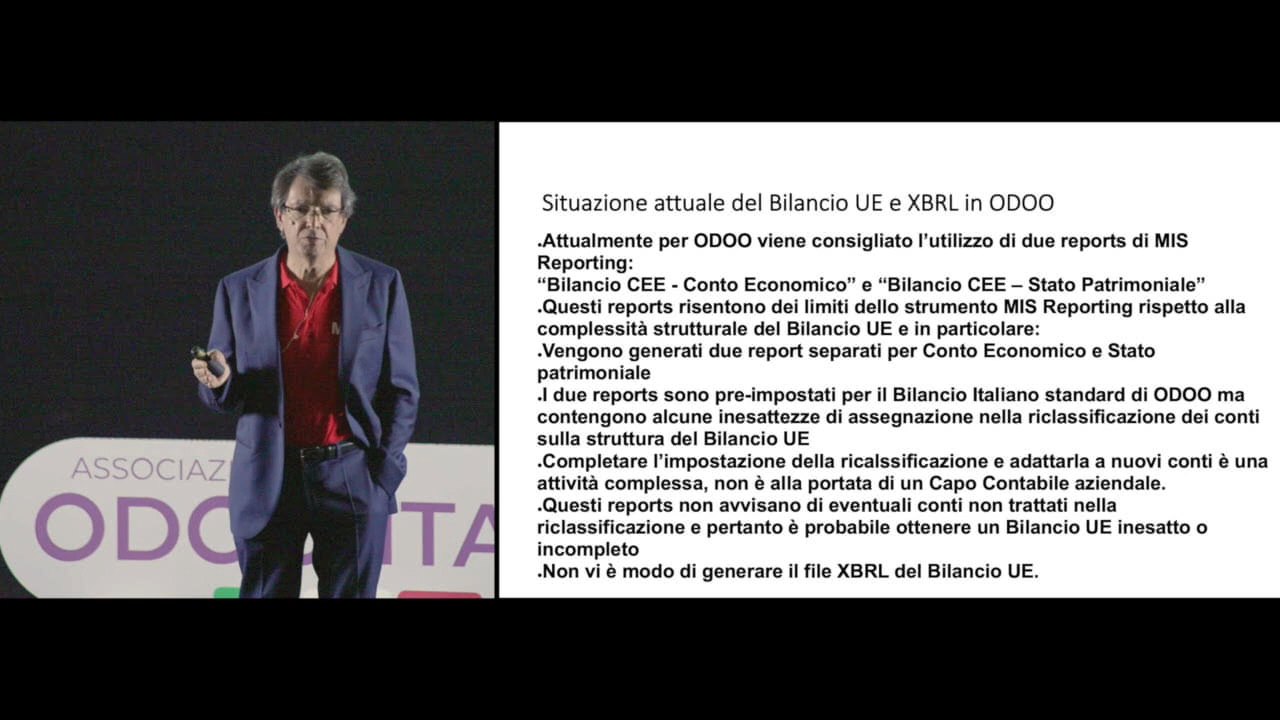 ASSOCIAZ
ODO ITA
M
Situazione attuale del Bilancio UE e XBRL in ODOO
.Attualmente per ODOO viene consigliato l’utilizzo di due reports di MIS
Reporting:
“Bilancio CEE - Conto Economico” e “Bilancio CEE – Stato Patrimoniale”
.Questi reports risentono dei limiti dello strumento MIS Reporting rispetto alla
complessità strutturale del Bilancio UE e in particolare:
.Vengono generati due report separati per Conto Economico e Stato
patrimoniale
.I due reports sono pre-impostati per il Bilancio Italiano standard di ODOO ma
contengono alcune inesattezze di assegnazione nella riclassificazione dei conti
sulla struttura del Bilancio UE
.Completare l’impostazione della ricalssificazione e adattarla a nuovi conti è una
attività complessa, non è alla portata di un Capo Contabile aziendale.
.Questi reports non avvisano di eventuali conti non trattati nella
riclassificazione e pertanto è probabile ottenere un Bilancio UE inesatto o
incompleto
.Non vi è modo di generare il file XBRL del Bilancio UE.